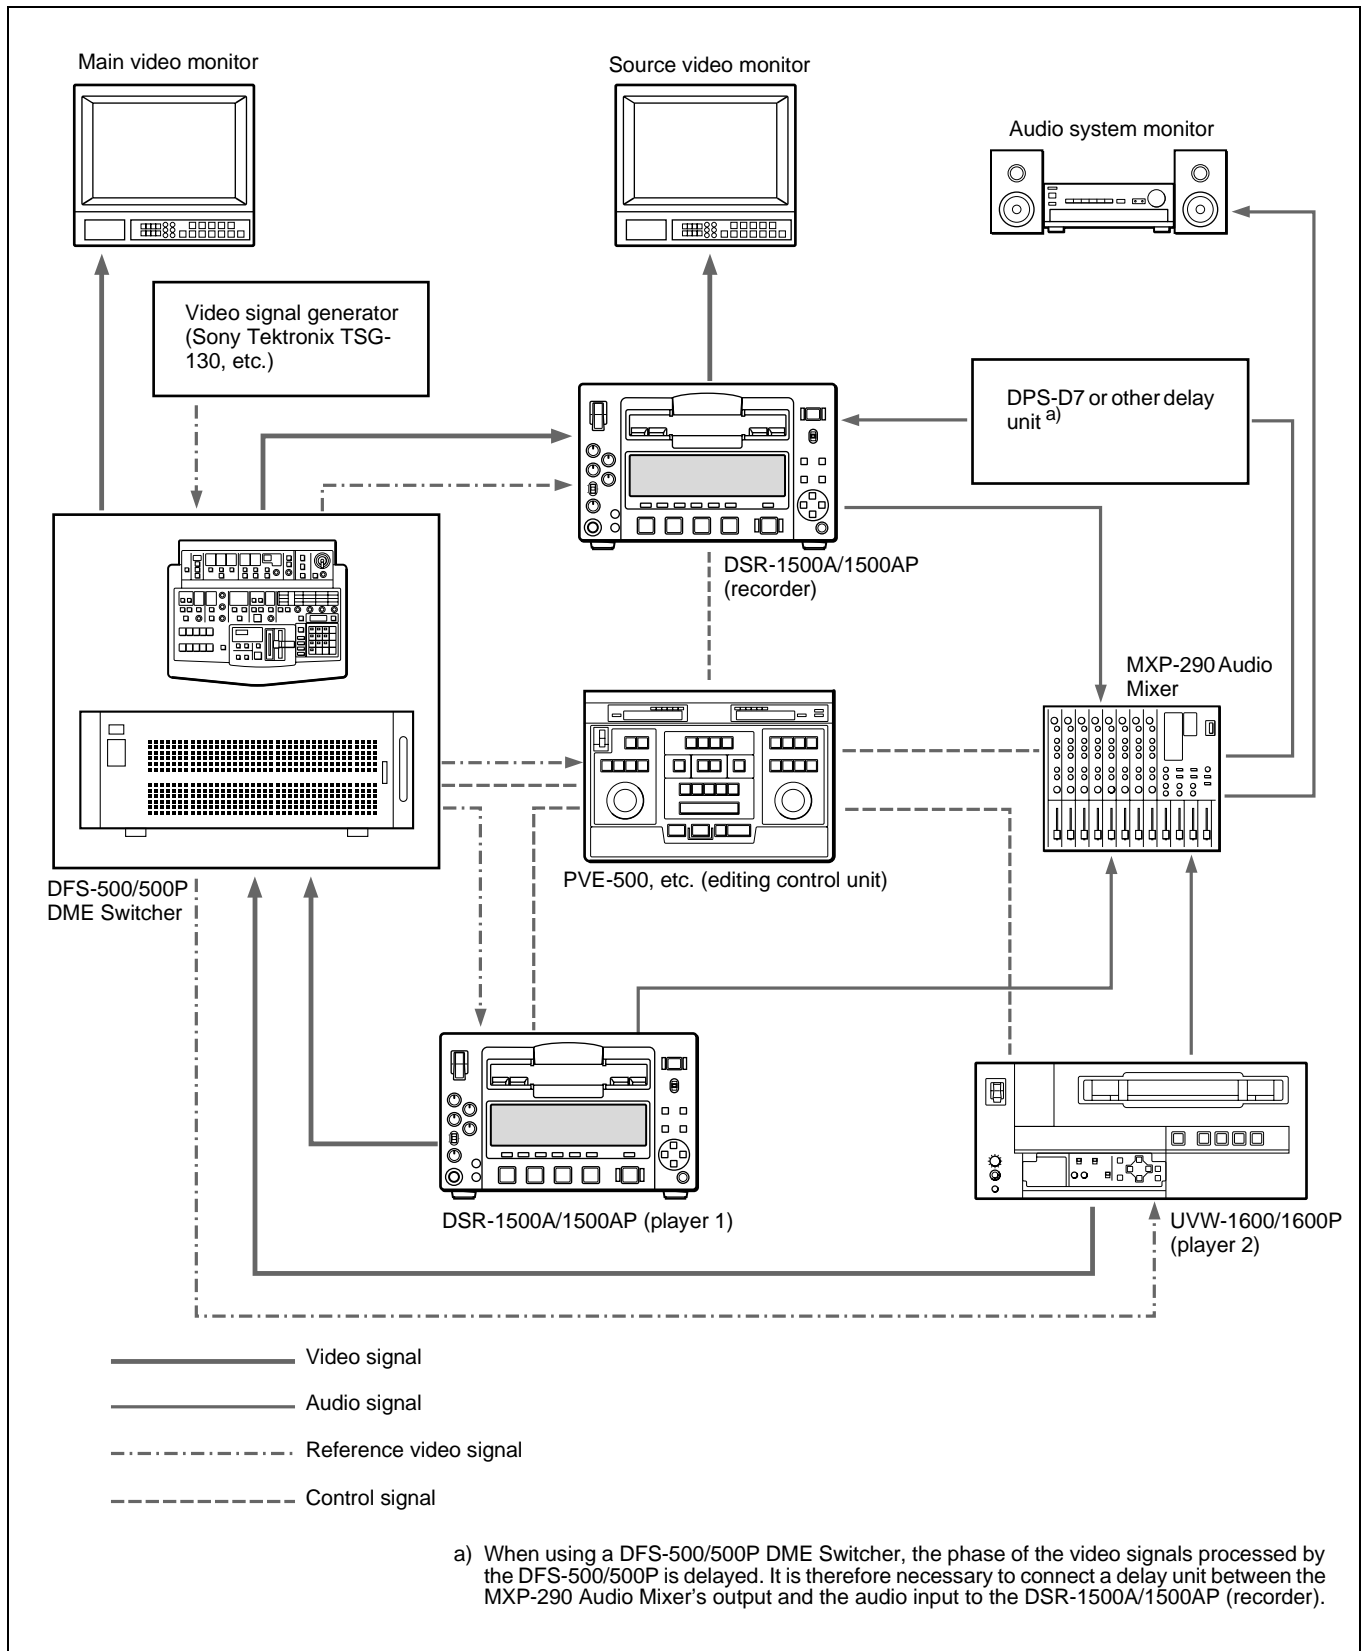 Main video monitor
Source video monitor
Audio system monitor
Video signal generator
(Sony Tektronix TSG-
130, etc.)
DPS-D7 or other delay
unit a)
DSR-1500A/1500AP
(recorder)
MXP-290 Audio
Mixer
PVE-500, etc. (editing control unit)
DFS-500/500P
DME Switcher
DSR-1500A/1500AP (player 1)
UVW-1600/1600P
(player 2)
Video signal
Audio signal
Reference video signal
Control signal
a) When using a DFS-500/500P DME Switcher, the phase of the video signals processed by
the DFS-500/500P is delayed. It is therefore necessary to connect a delay unit between the
MXP-290 Audio Mixer's output and the audio input to the DSR-1500A/1500AP (recorder).